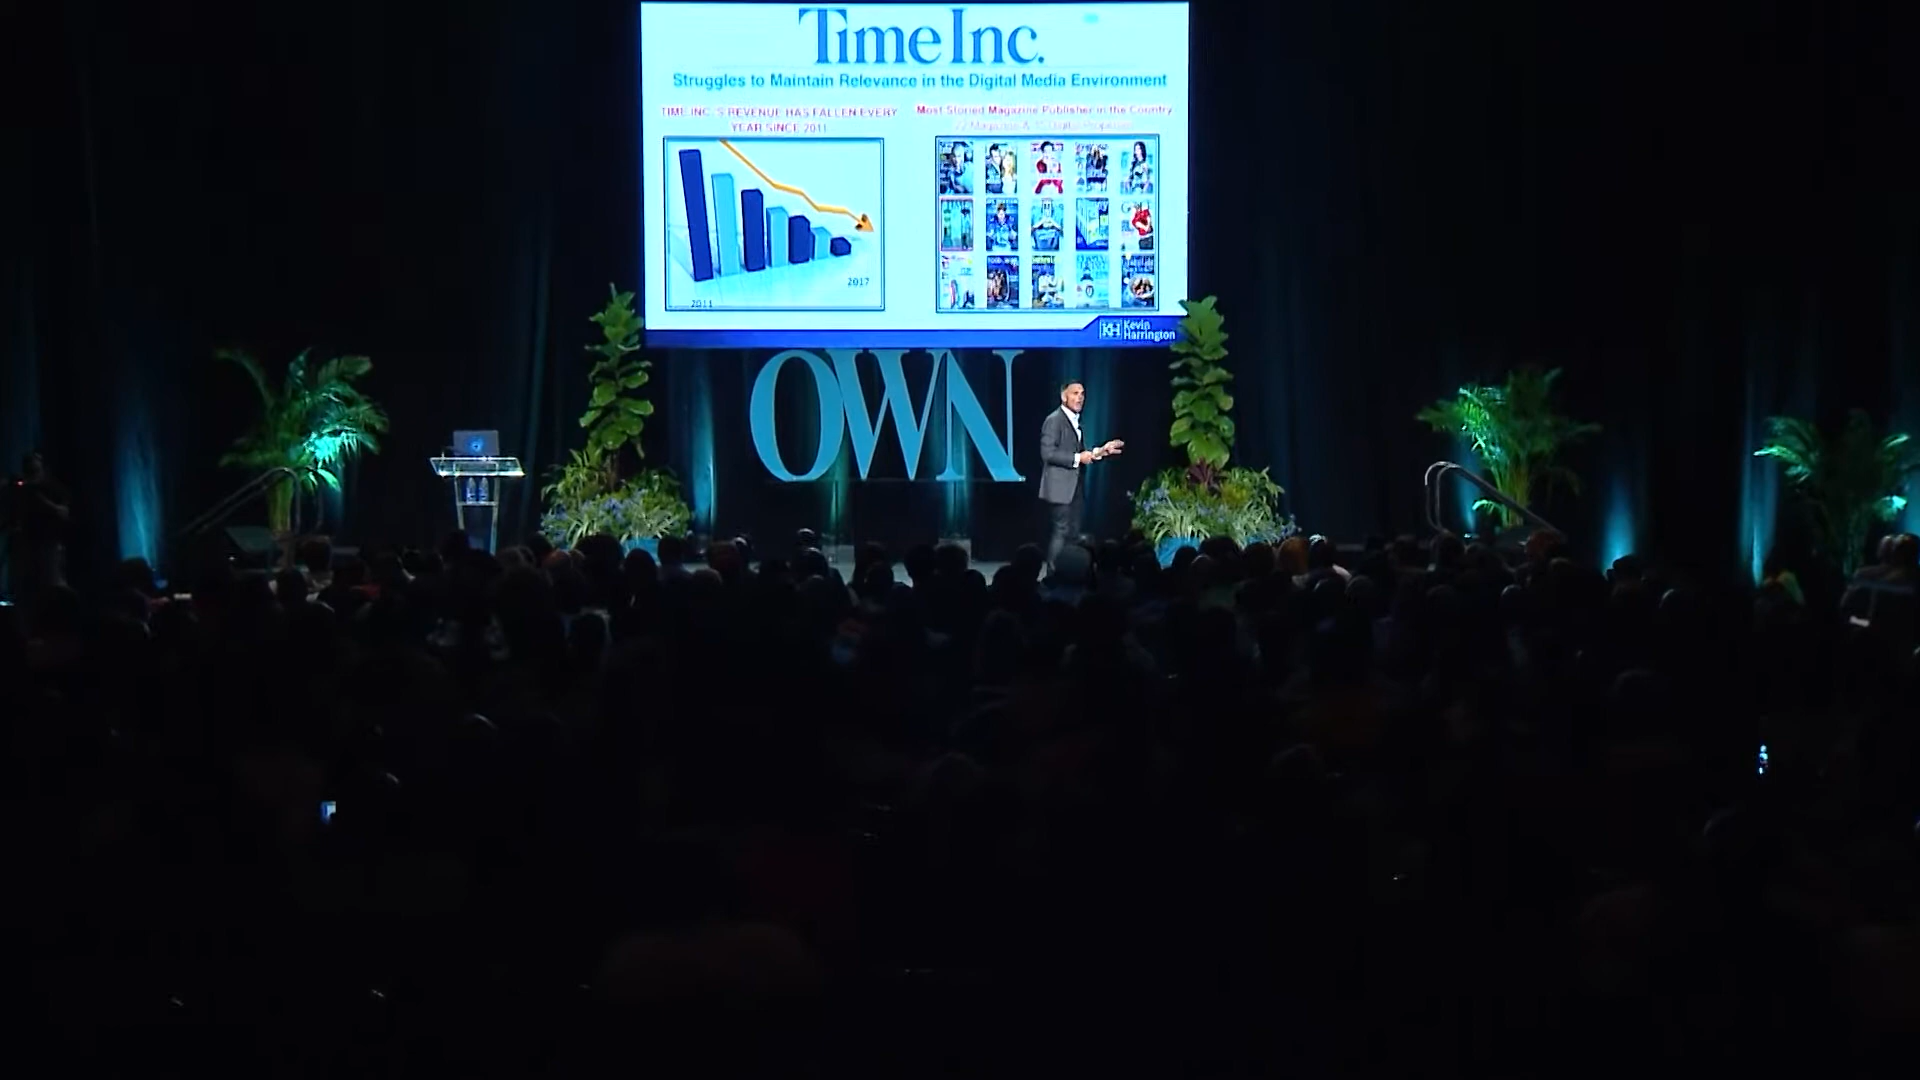 Time Inc.
Struggles to Maintain Relevance in the Digital Media Environment
TIME INC.'S REVENUE HAS FALLEN EVERY
YEAR SINCE 2011
Most Storied Magazine Publisher in the Country
2011
2017
KH Kevin
Harrington
OWN